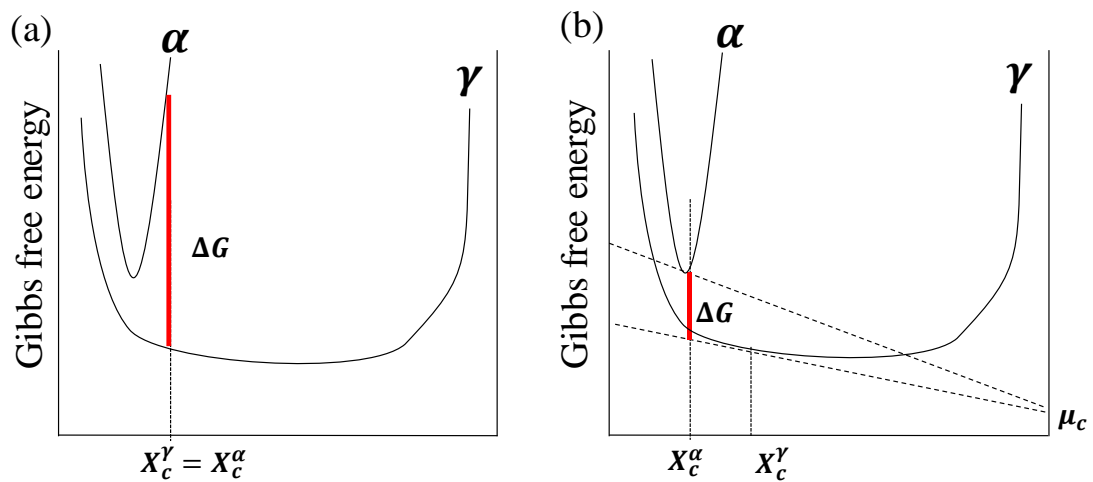 (a)
α
γ
Gibbs free energy
ΔG
X_c^γ = X_c^α
(b)
α
γ
Gibbs free energy
ΔG
μ_c
X_c^α
X_c^γ